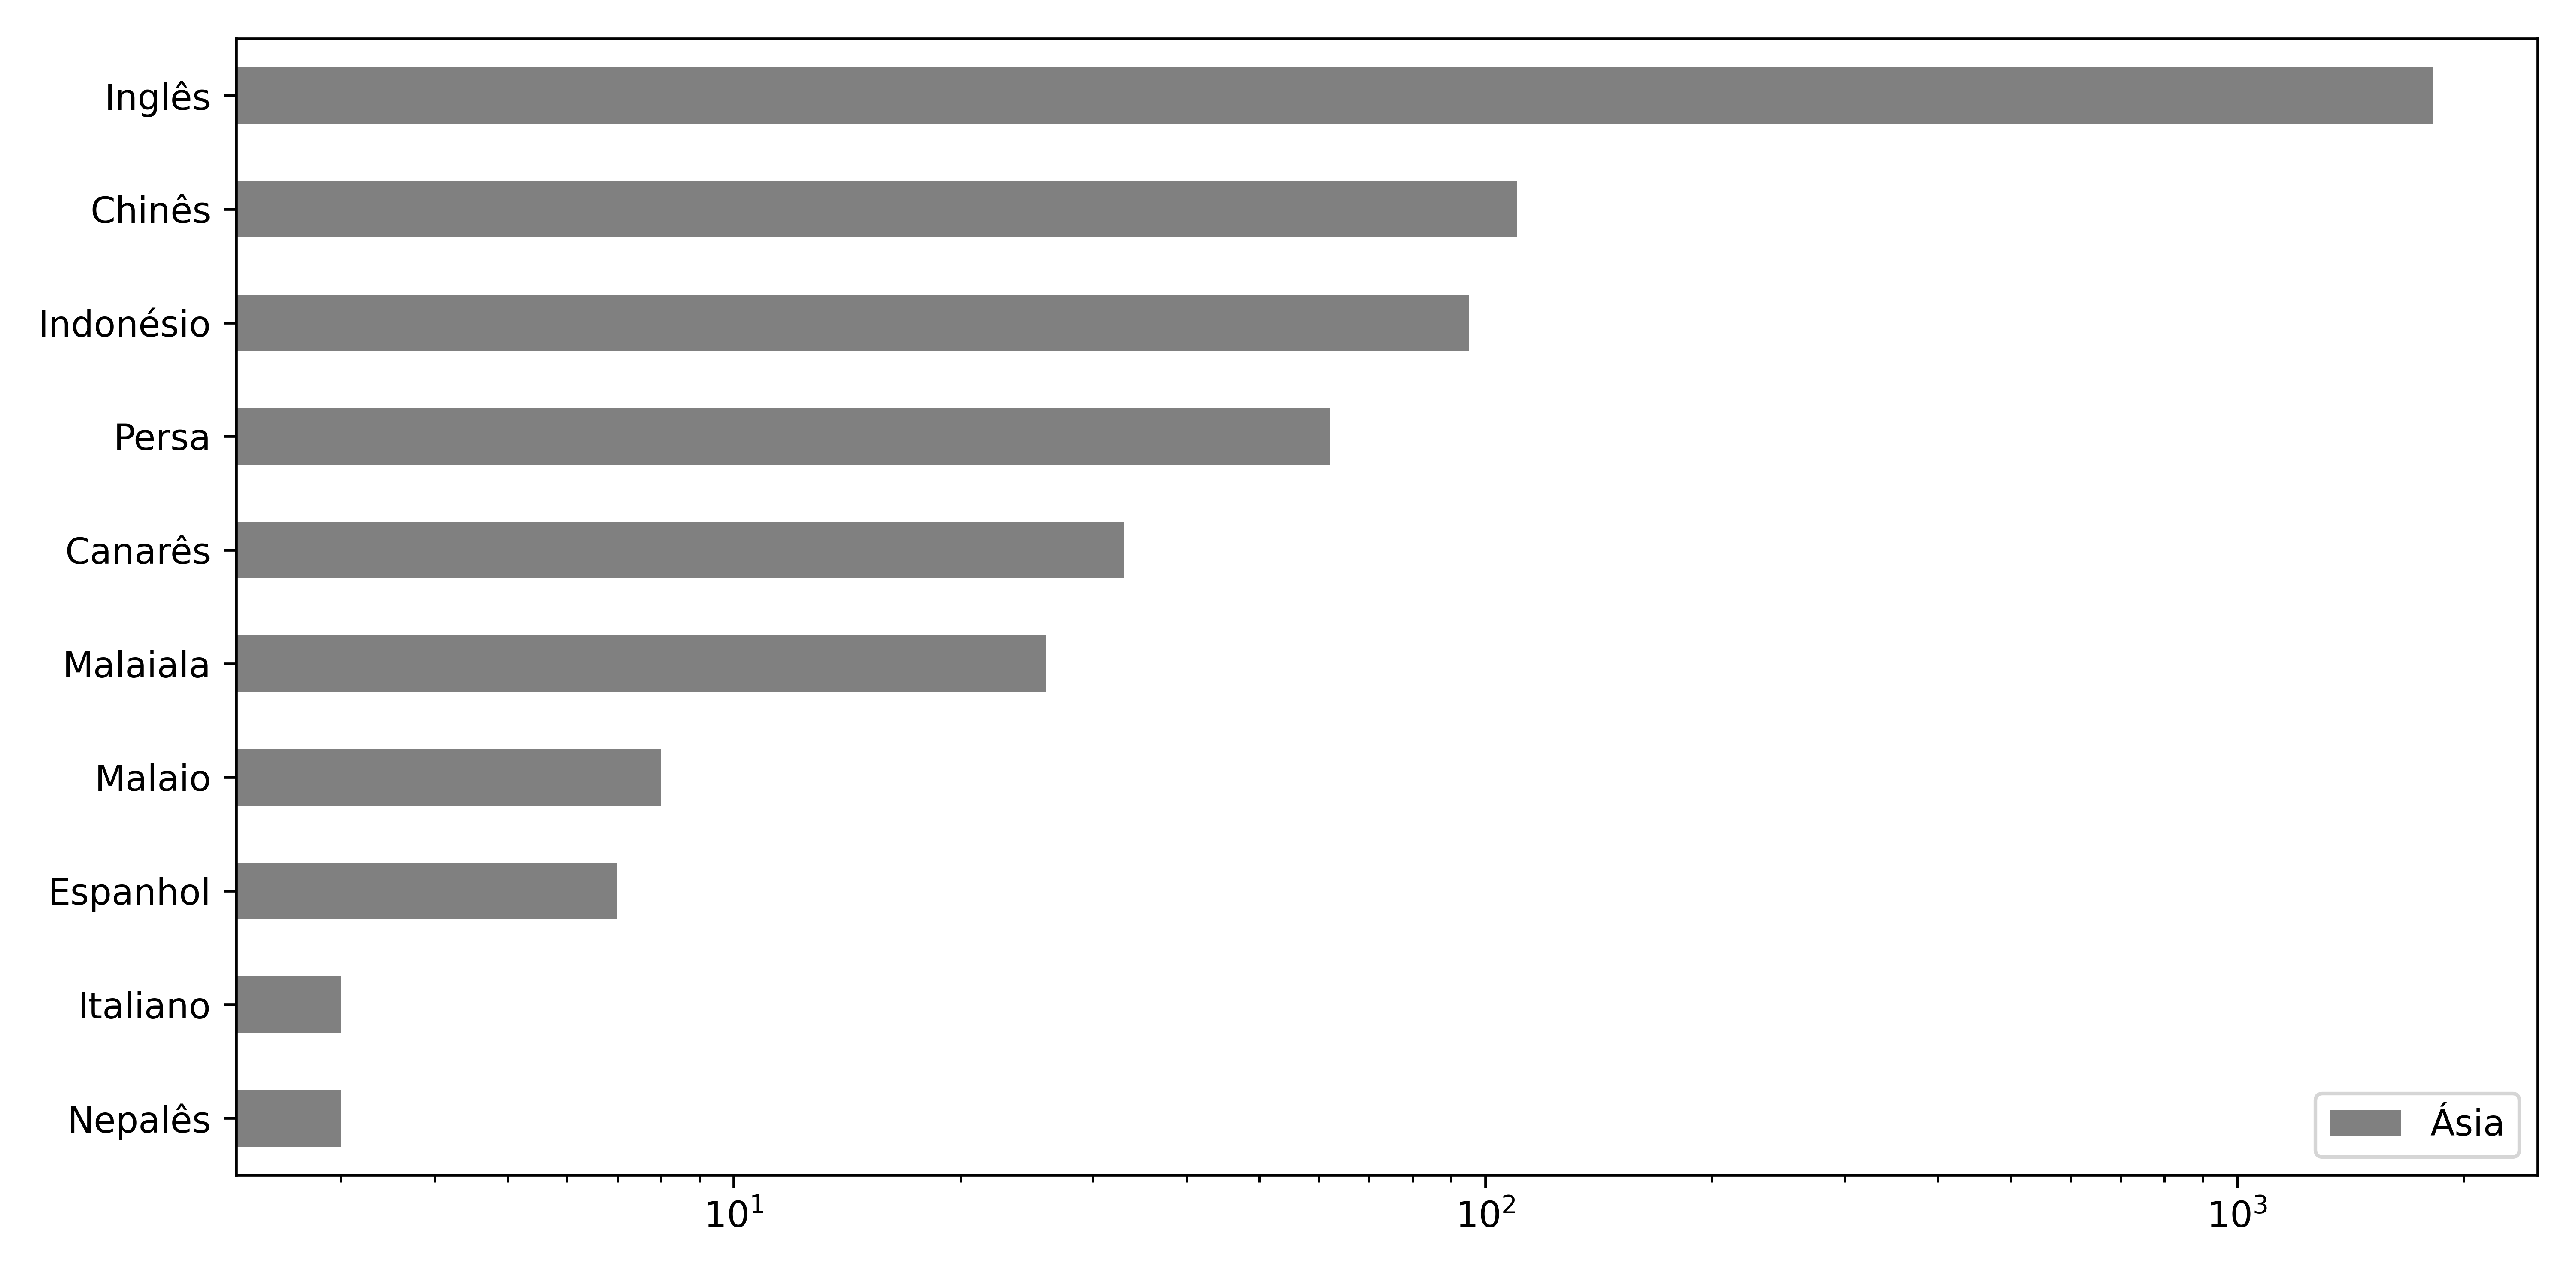 Inglês
Chinês
Indonésio
Persa
Canarês
Malaiala
Malaio
Espanhol
Italiano
Nepalês
Ásia
10¹ 10² 10³